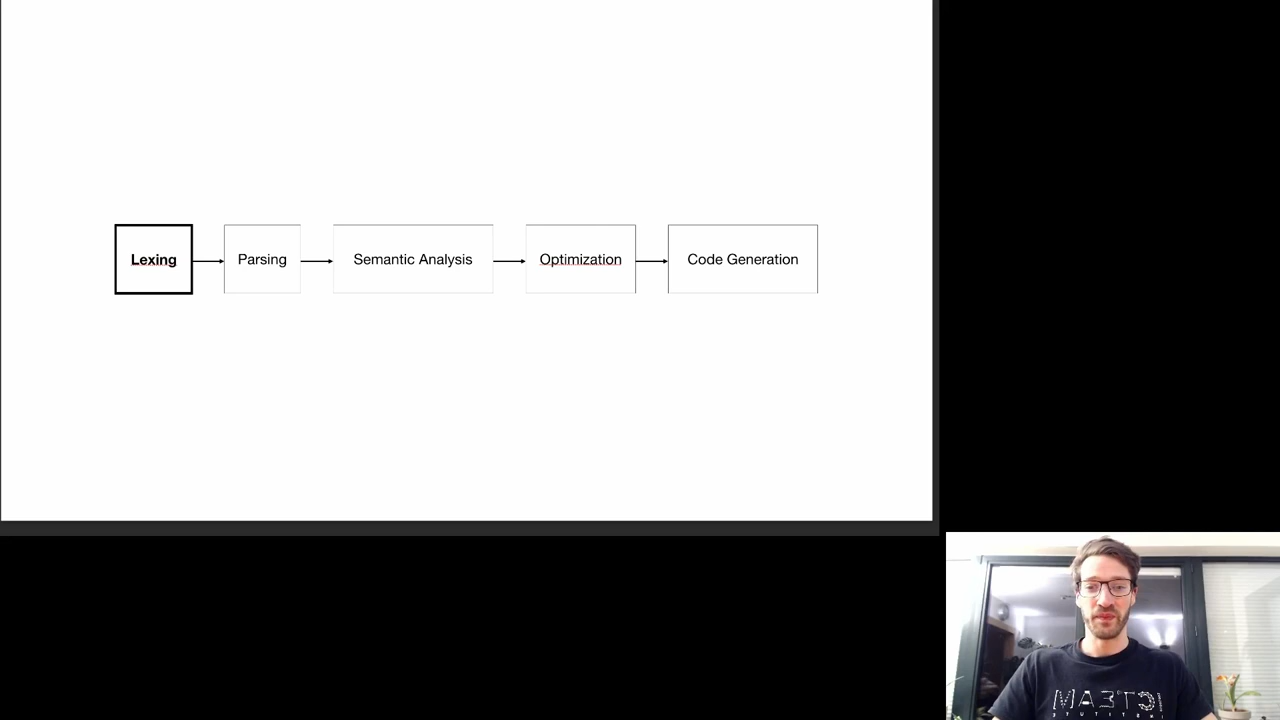 Lexing
Parsing
Semantic Analysis
Optimization
Code Generation